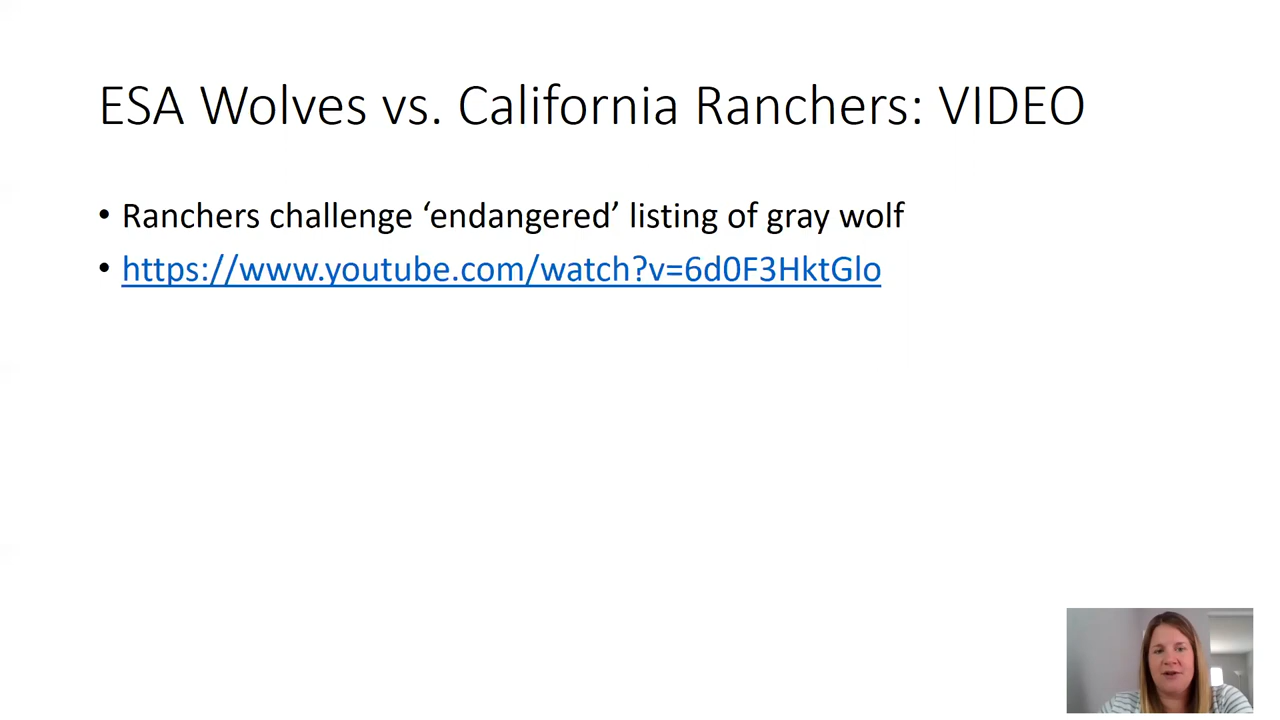 ESA Wolves vs. California Ranchers: VIDEO
• Ranchers challenge ‘endangered’ listing of gray wolf
• https://www.youtube.com/watch?v=6d0F3HktGlo